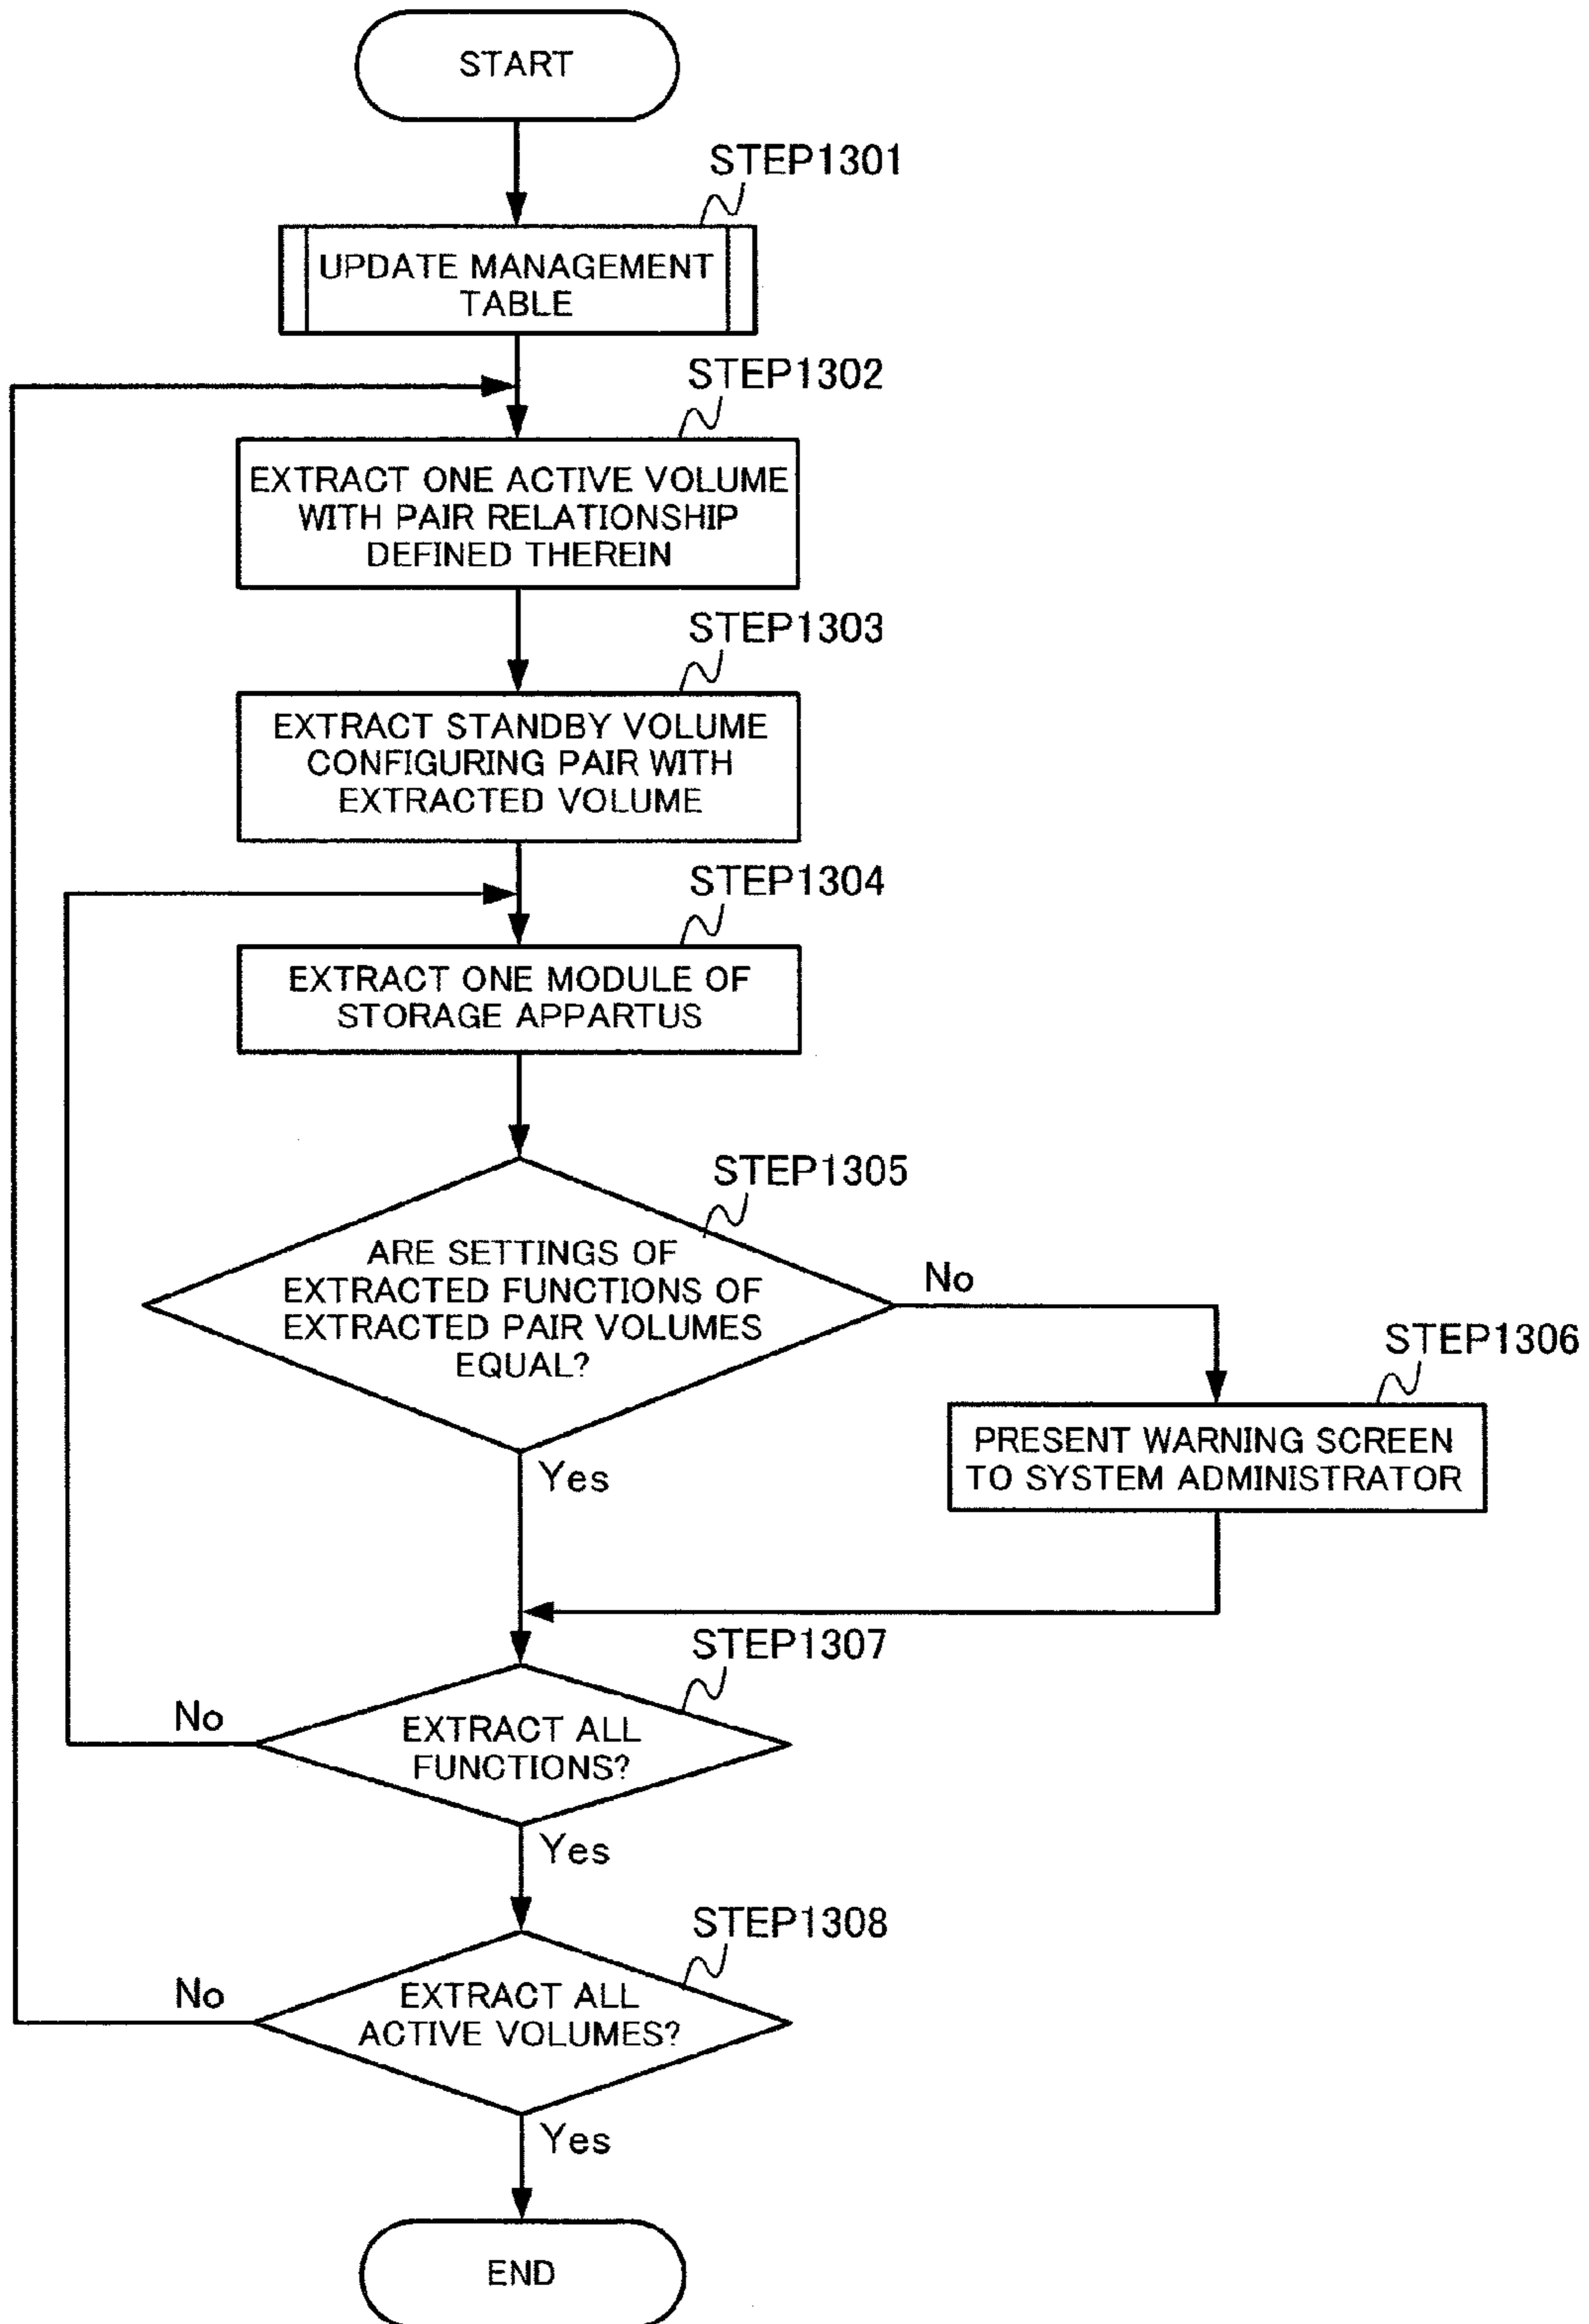 START
STEP1301
UPDATE MANAGEMENT
TABLE
STEP1302
EXTRACT ONE ACTIVE VOLUME
WITH PAIR RELATIONSHIP
DEFINED THEREIN
STEP1303
EXTRACT STANDBY VOLUME
CONFIGURING PAIR WITH
EXTRACTED VOLUME
STEP1304
EXTRACT ONE MODULE OF
STORAGE APPARTUS
STEP1305
ARE SETTINGS OF
EXTRACTED FUNCTIONS OF
EXTRACTED PAIR VOLUMES
EQUAL?
No
STEP1306
PRESENT WARNING SCREEN
TO SYSTEM ADMINISTRATOR
Yes
STEP1307
No
EXTRACT ALL
FUNCTIONS?
Yes
STEP1308
No
EXTRACT ALL
ACTIVE VOLUMES?
Yes
END